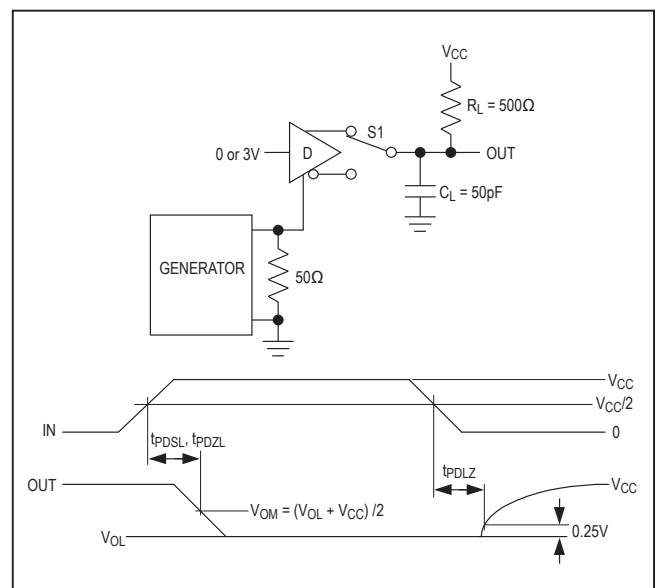 VCC
RL = 500Ω
S1
0 or 3V
D
OUT
CL = 50pF
GENERATOR
50Ω
VCC
VCC/2
IN
0
tPDSL, tPDZL
tPDLZ
OUT
VCC
VOM = (VOL + VCC) /2
0.25V
VOL